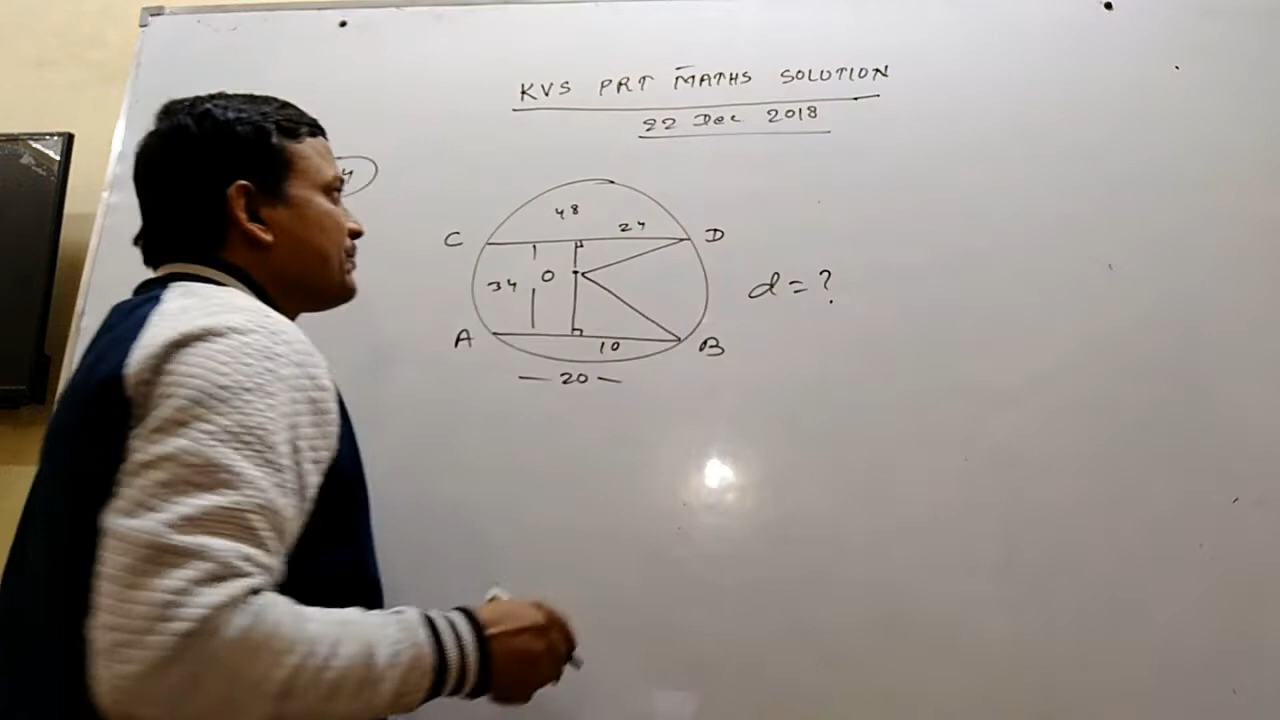 KVS PRT MATHS SOLUTION
22 Dec 2018
48
24
C
D
34
O
d = ?
A
10
B
20